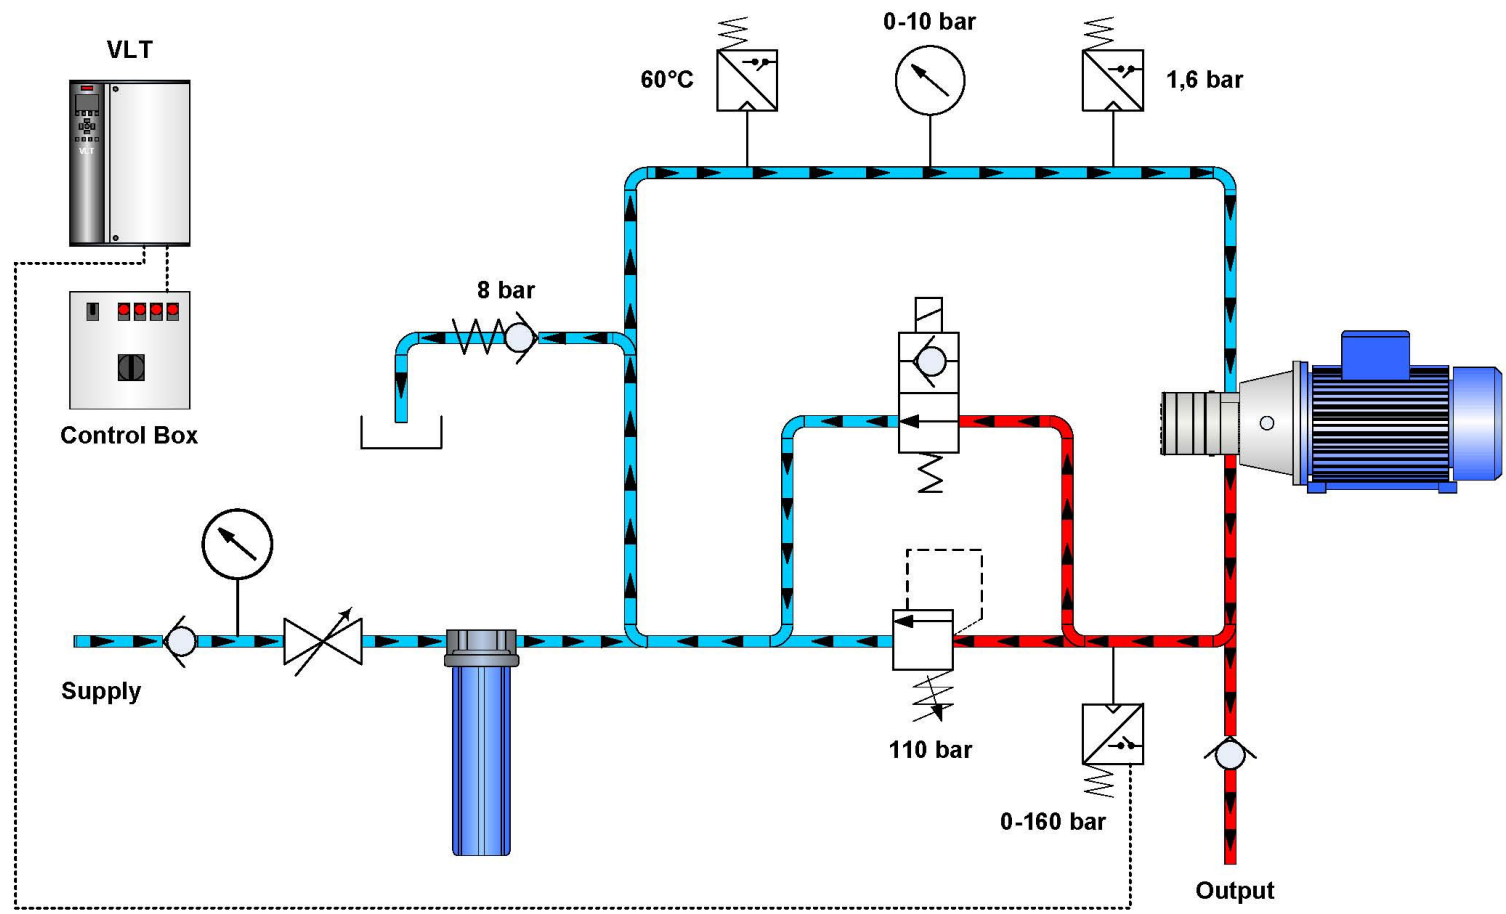 VLT
0-10 bar
60°C
1,6 bar
VLT
8 bar
Control Box
Supply
110 bar
0-160 bar
Output